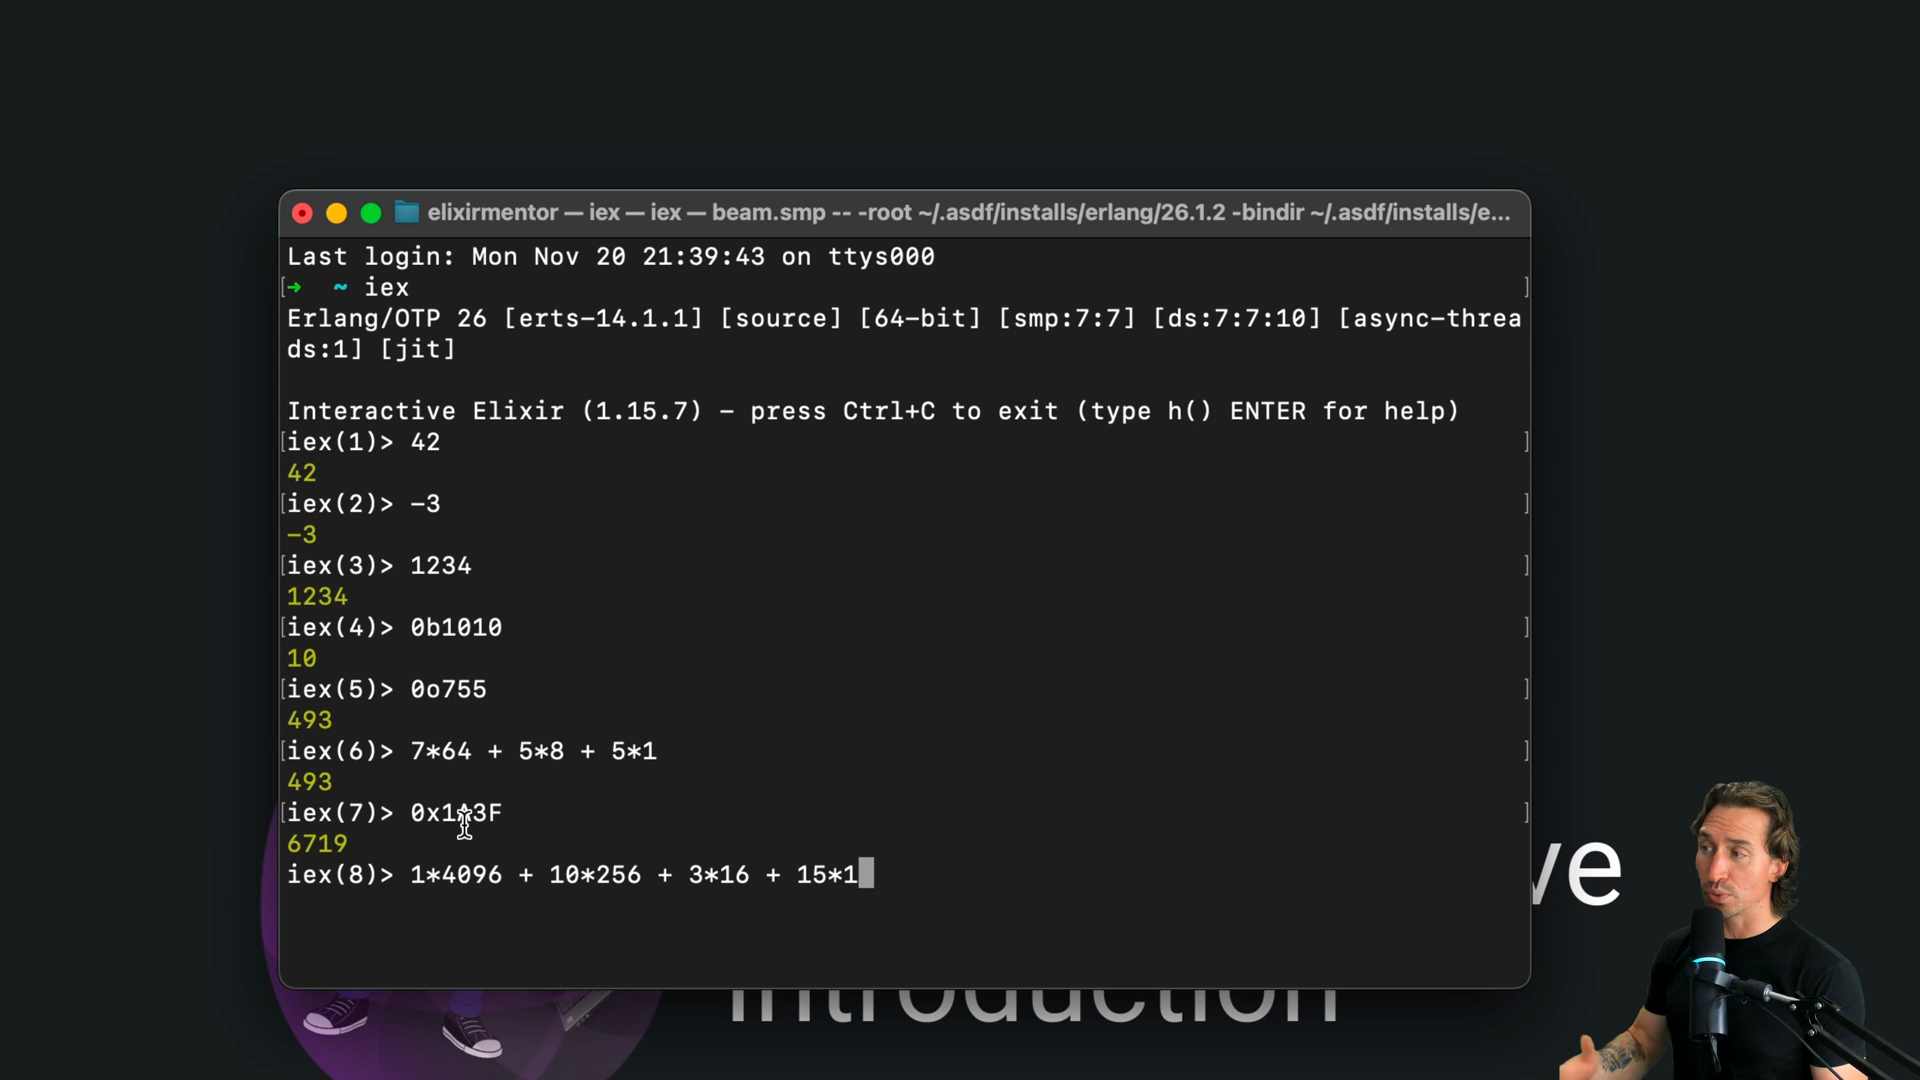 elixirmentor — iex — iex — beam.smp -- -root ~/.asdf/installs/erlang/26.1.2 -bindir ~/.asdf/installs/e...
Last login: Mon Nov 20 21:39:43 on ttys000
[➜ ~ iex ]
Erlang/OTP 26 [erts-14.1.1] [source] [64-bit] [smp:7:7] [ds:7:7:10] [async-threa
ds:1] [jit]
Interactive Elixir (1.15.7) - press Ctrl+C to exit (type h() ENTER for help)
[iex(1)> 42 ]
42
[iex(2)> -3 ]
-3
[iex(3)> 1234 ]
1234
[iex(4)> 0b1010 ]
10
[iex(5)> 0o755 ]
493
[iex(6)> 7*64 + 5*8 + 5*1 ]
493
[iex(7)> 0x1A3F ]
6719
iex(8)> 1*4096 + 10*256 + 3*16 + 15*1
ve
Introduction